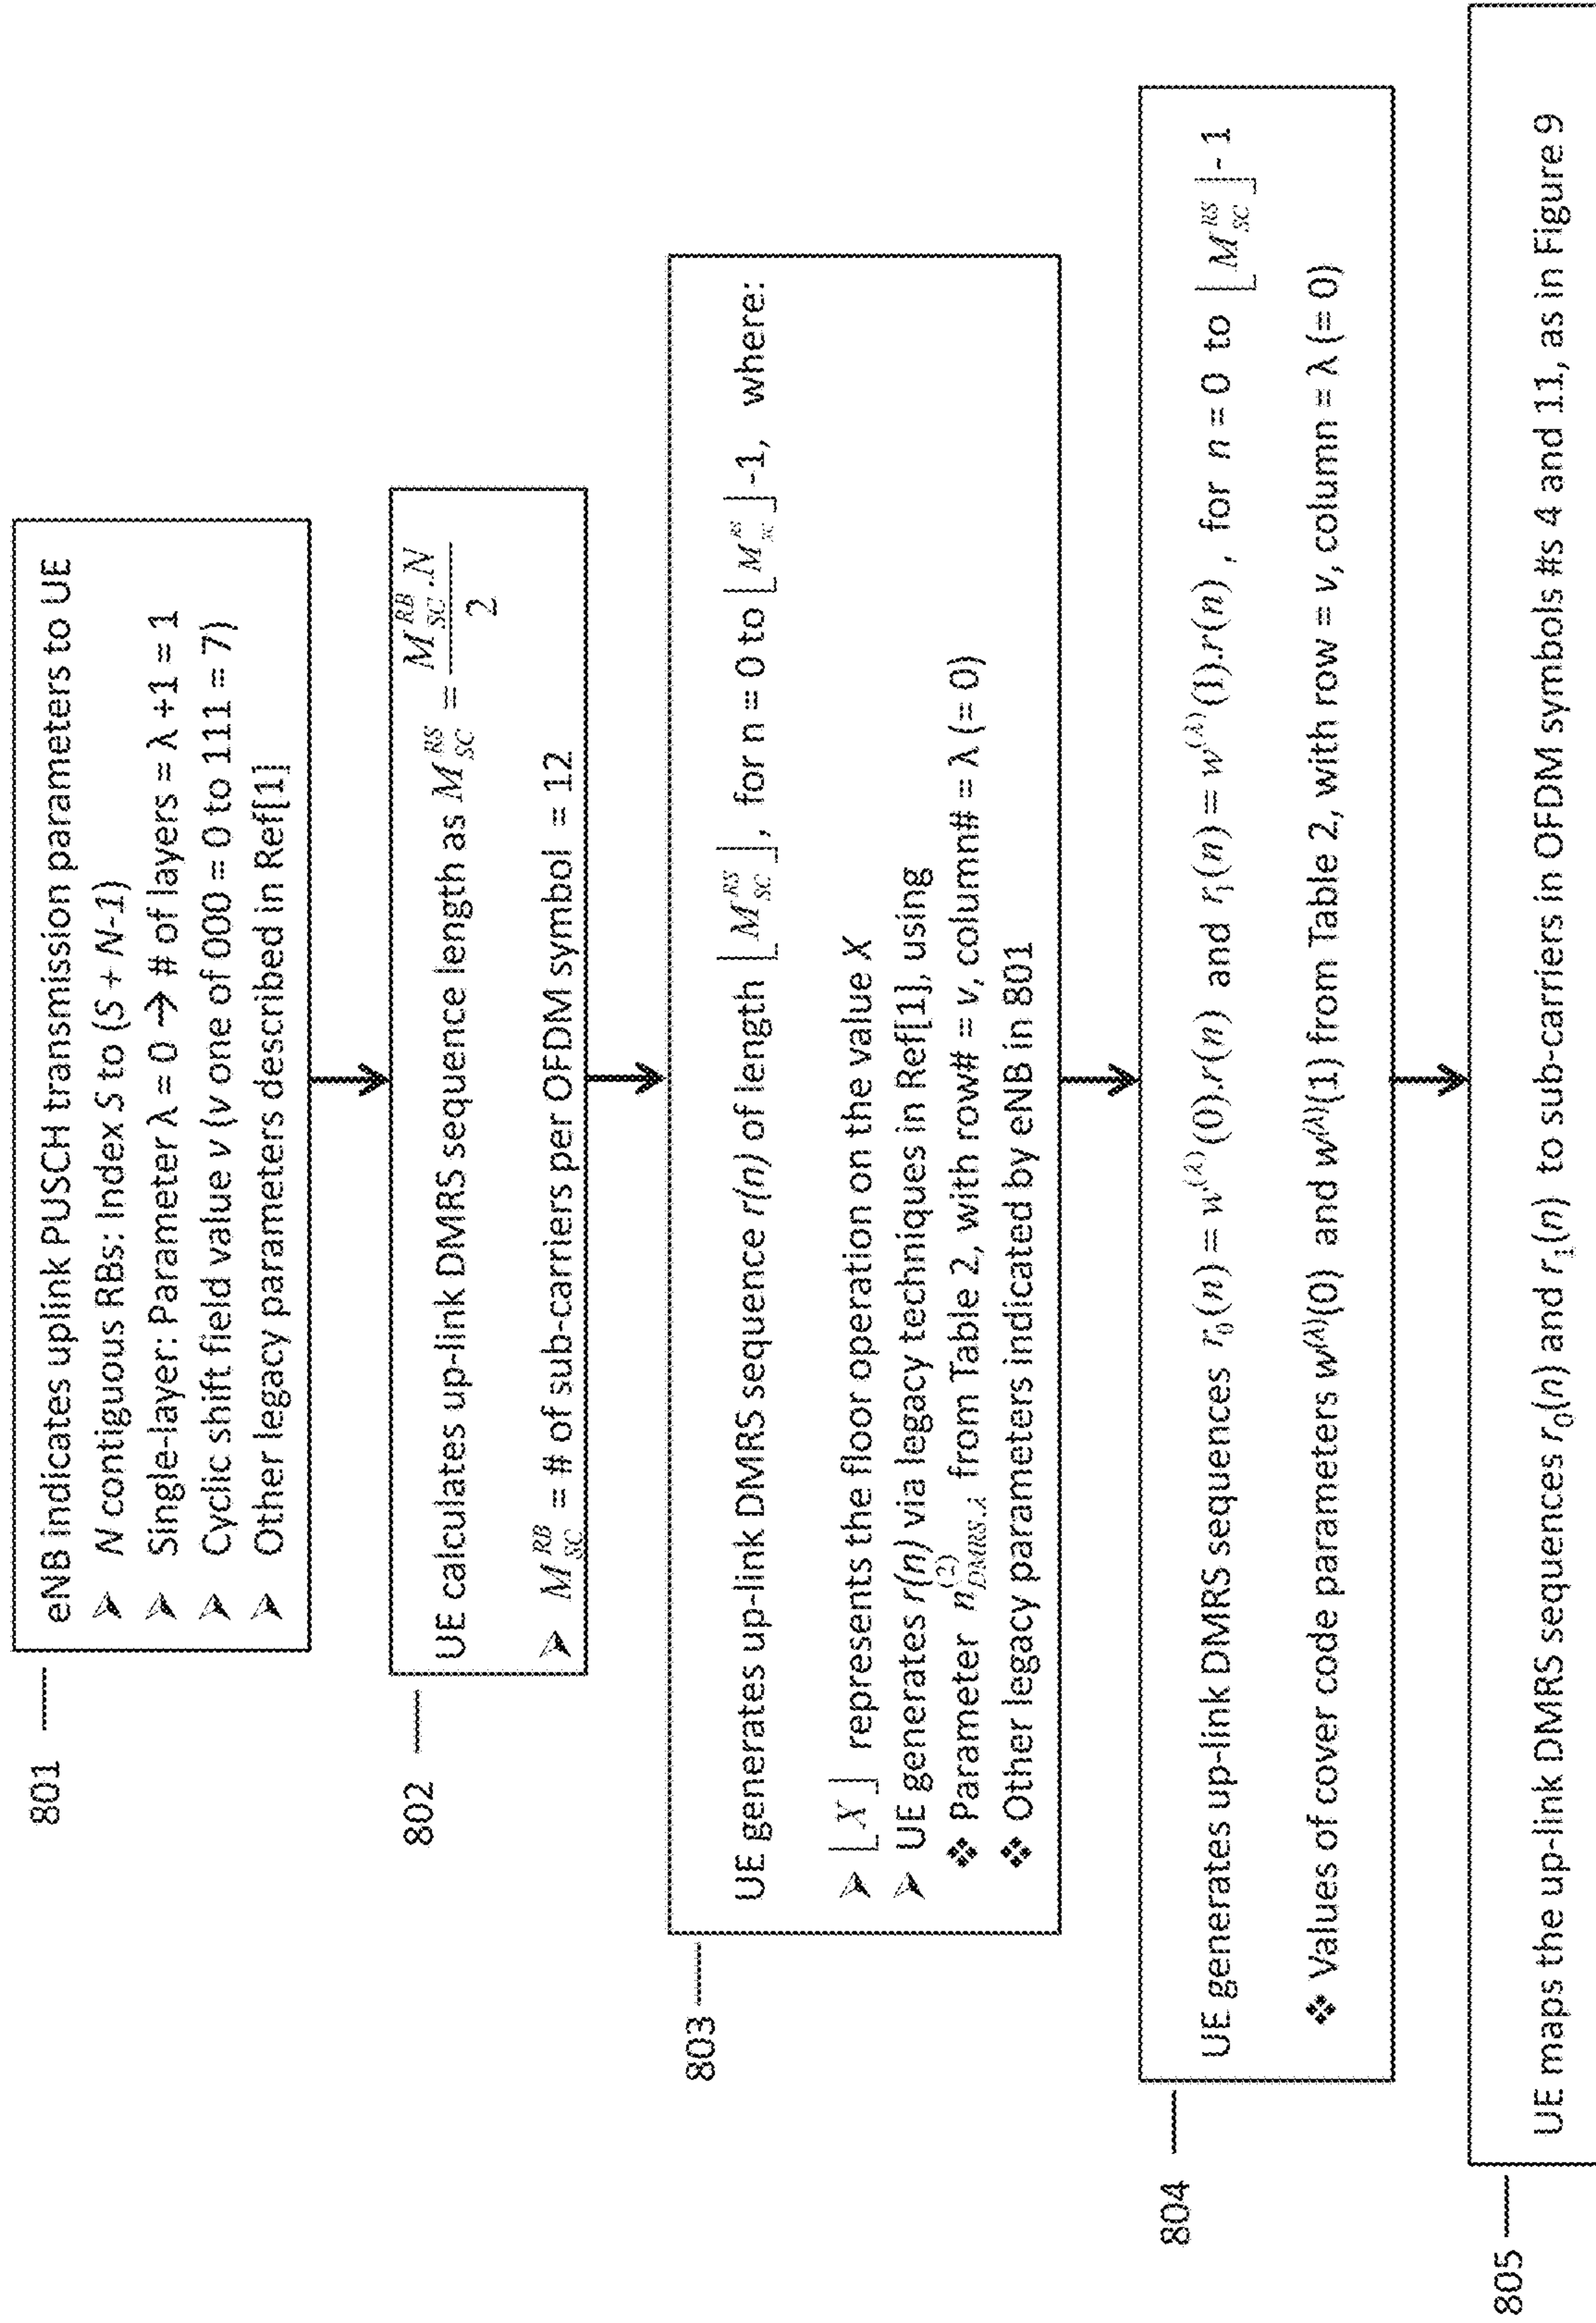 801
eNB indicates uplink PUSCH transmission parameters to UE
➢ N contiguous RBs: Index S to (S + N-1)
➢ Single-layer: Parameter λ = 0 → # of layers = λ +1 = 1
➢ Cyclic shift field value v (v one of 000 = 0 to 111 = 7)
➢ Other legacy parameters described in Ref[1]
802
UE calculates up-link DMRS sequence length as M_SC^RS = M_SC^RB.N / 2
➢ M_SC^RB = # of sub-carriers per OFDM symbol = 12
803
UE generates up-link DMRS sequence r(n) of length ⌊M_SC^RS⌋, for n = 0 to ⌊M_SC^RS⌋-1, where:
➢ ⌊X⌋ represents the floor operation on the value X
➢ UE generates r(n) via legacy techniques in Ref[1], using
❖ Parameter n_DMRS,λ^(2) from Table 2, with row# = v, column# = λ (= 0)
❖ Other legacy parameters indicated by eNB in 801
804
UE generates up-link DMRS sequences r₀(n) = w^(λ)(0).r(n) and r₁(n) = w^(λ)(1).r(n), for n = 0 to ⌊M_SC^RS⌋- 1
❖ Values of cover code parameters w^(λ)(0) and w^(λ)(1) from Table 2, with row = v, column = λ (= 0)
805
UE maps the up-link DMRS sequences r₀(n) and r₁(n) to sub-carriers in OFDM symbols #s 4 and 11, as in Figure 9